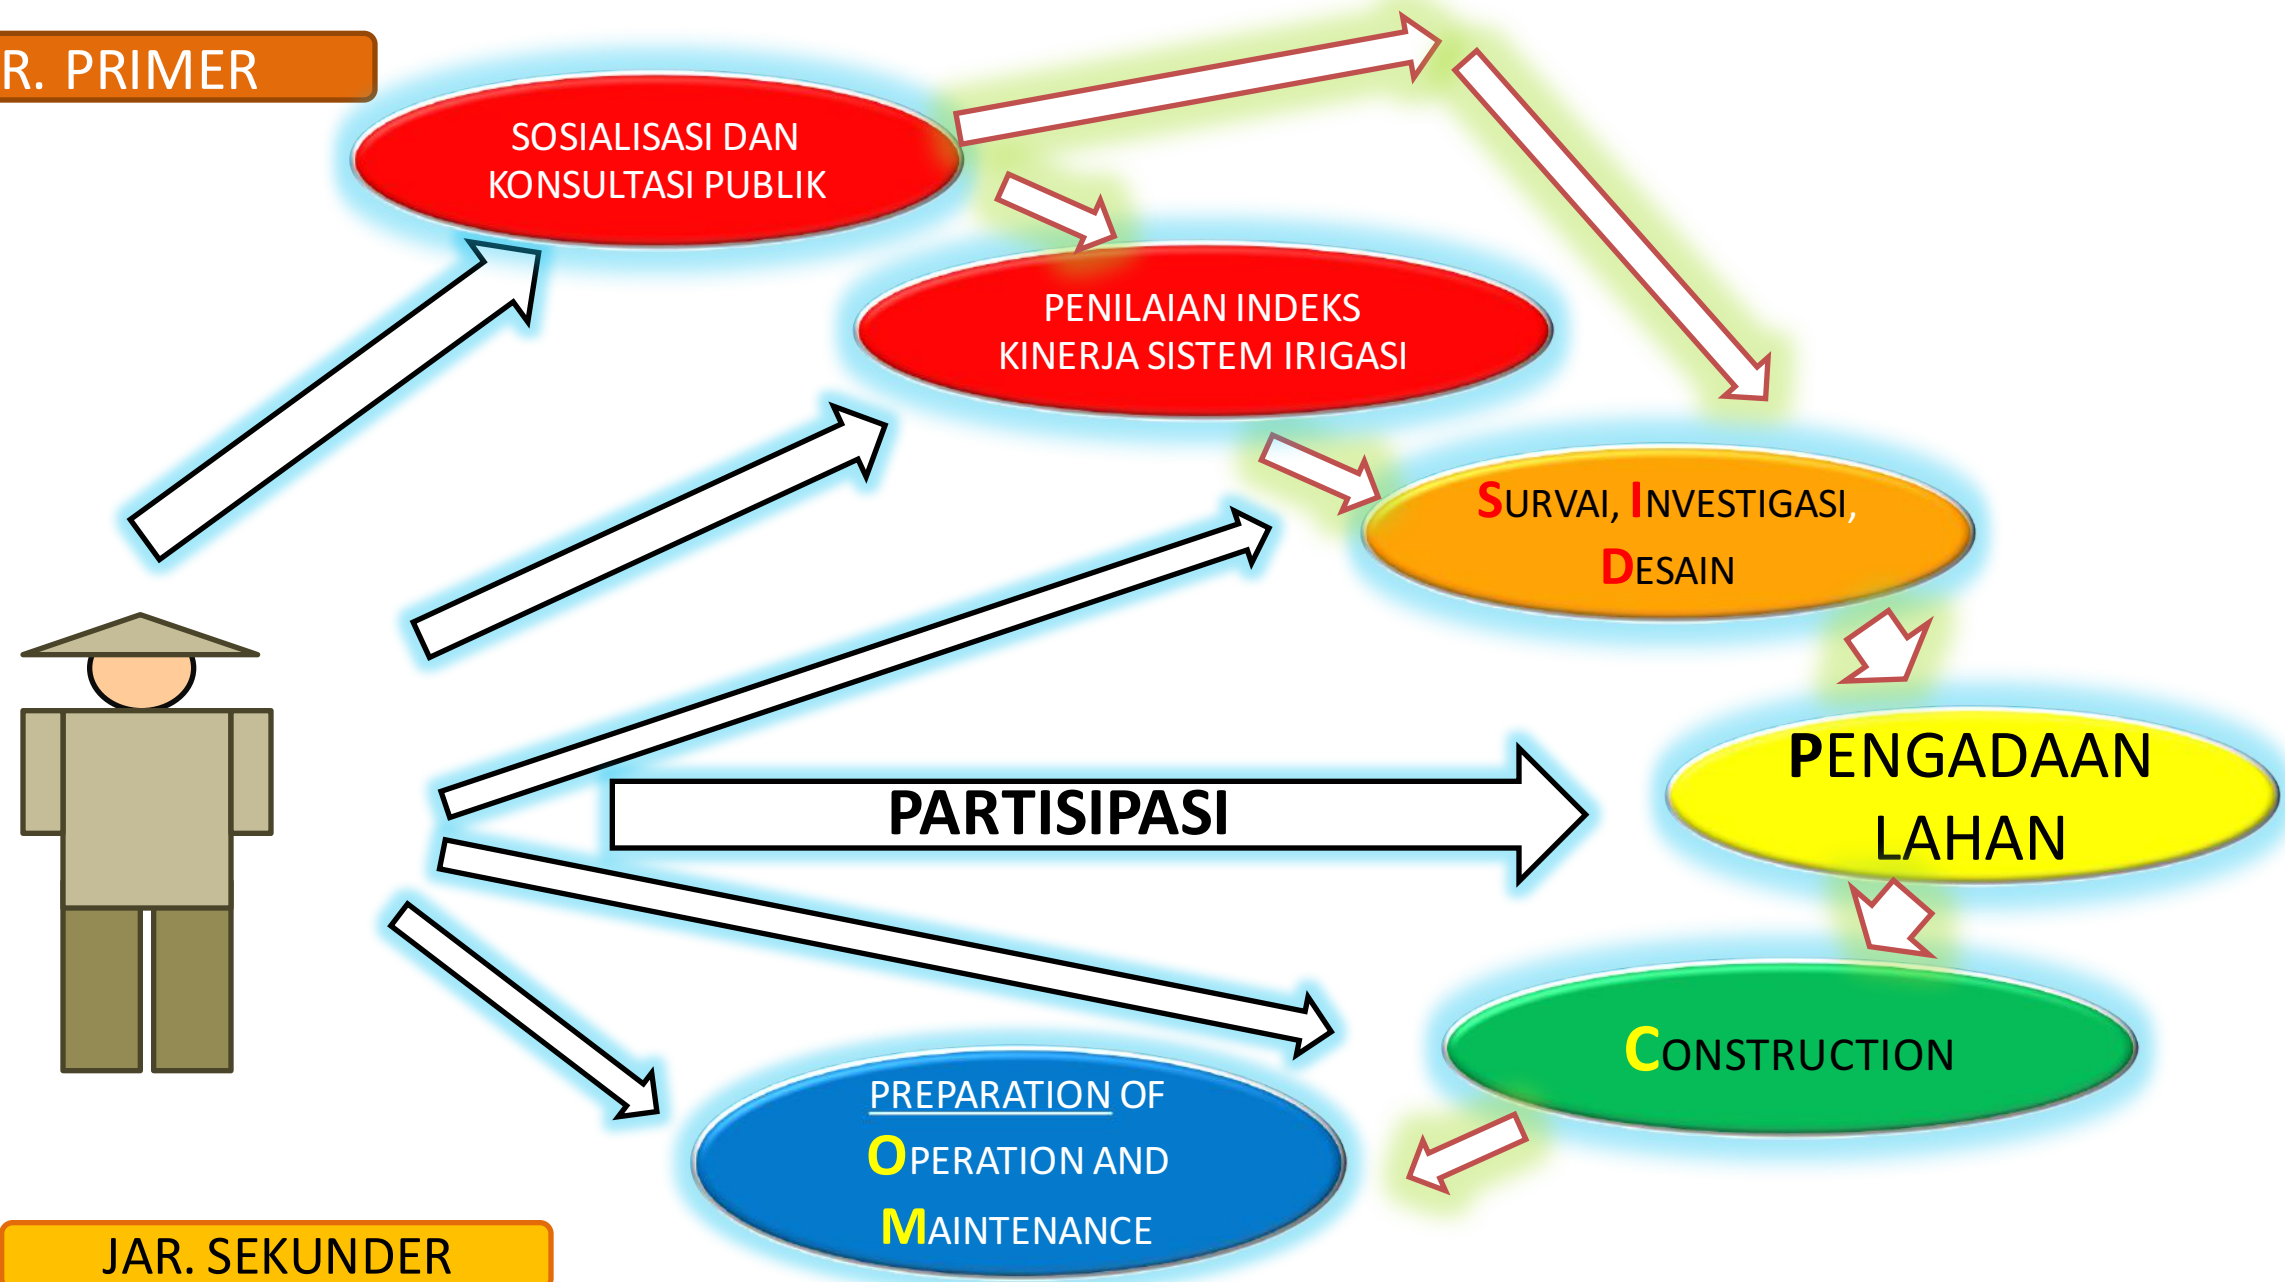 R. PRIMER
SOSIALISASI DAN
KONSULTASI PUBLIK
PENILAIAN INDEKS
KINERJA SISTEM IRIGASI
SURVAI, INVESTIGASI,
DESAIN
PENGADAAN
LAHAN
PARTISIPASI
CONSTRUCTION
PREPARATION OF
OPERATION AND
MAINTENANCE
JAR. SEKUNDER